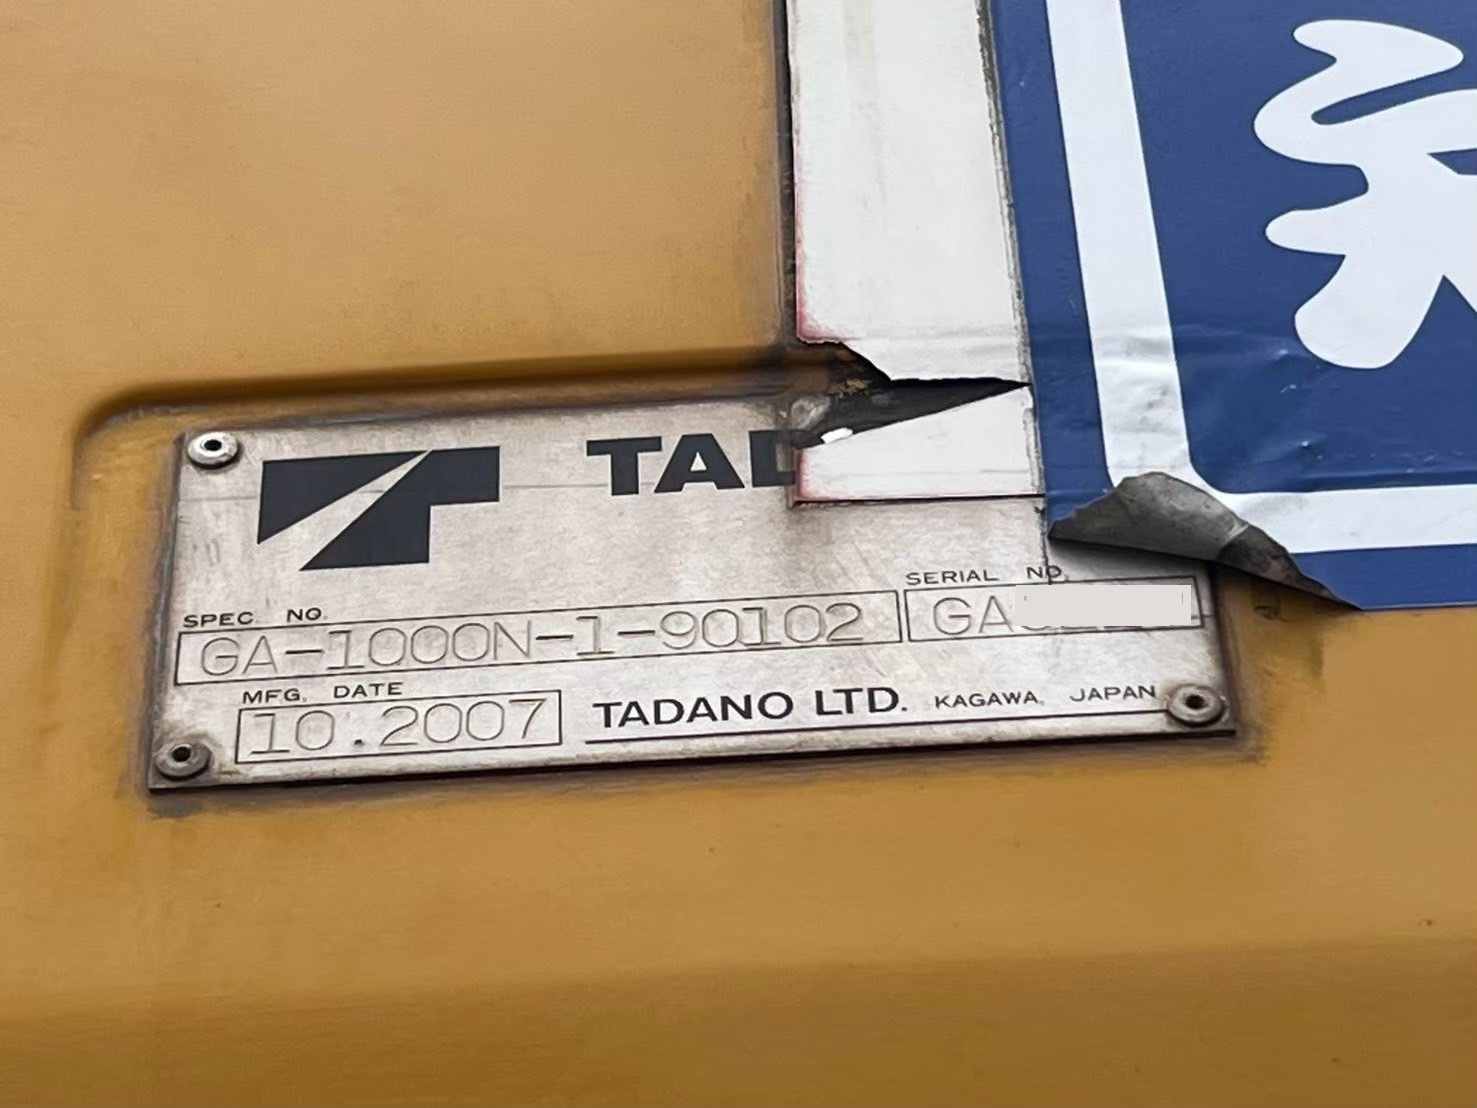 TAD
SERIAL NO.
SPEC. NO.
GA-1000N-1-90102
GA
MFG. DATE
10.2007
TADANO LTD. KAGAWA, JAPAN